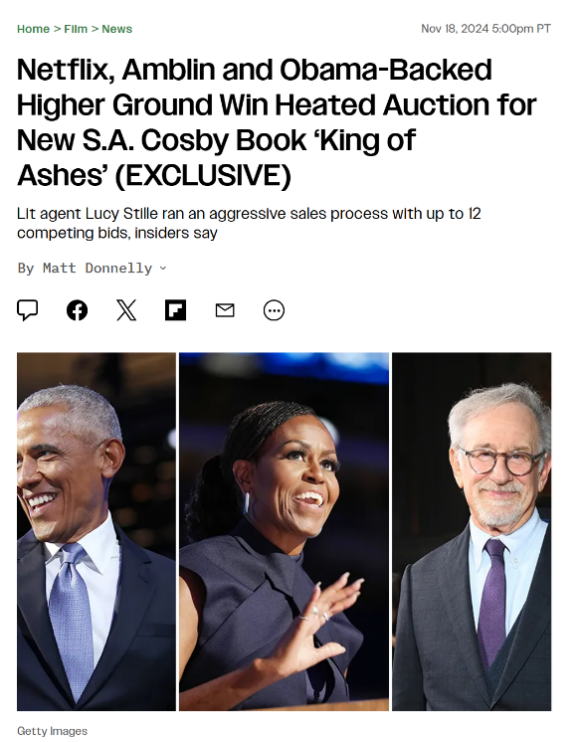 Home > Film > News
Nov 18, 2024 5:00pm PT
Netflix, Amblin and Obama-Backed
Higher Ground Win Heated Auction for
New S.A. Cosby Book ‘King of
Ashes’ (EXCLUSIVE)
Lit agent Lucy Stille ran an aggressive sales process with up to 12
competing bids, insiders say
By Matt Donnelly
Getty Images